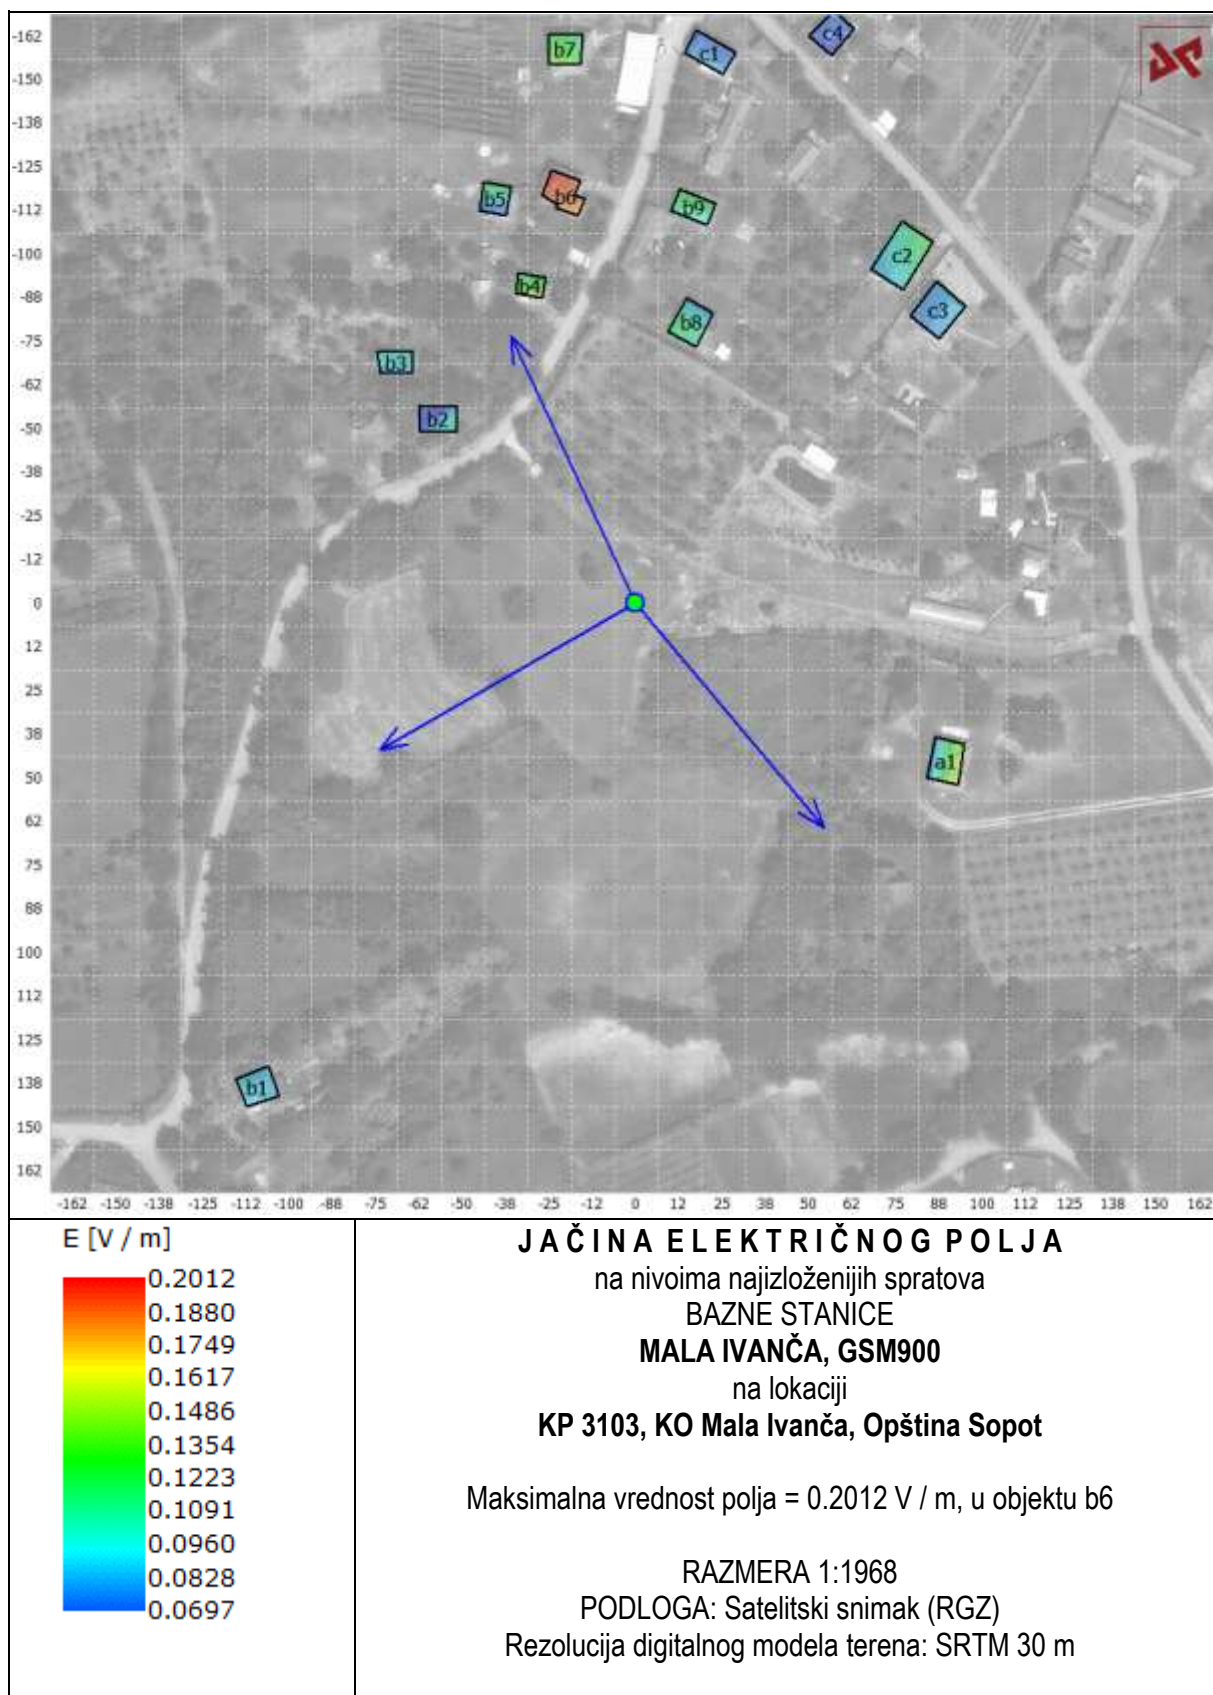 -162
-150
-138
-125
-112
-100
-88
-75
-62
-50
-38
-25
-12
0
12
25
38
50
62
75
88
100
112
125
138
150
162
b7
c1
c4
b5
b6
b9
c2
b4
b8
c3
b3
b2
a1
b1
-162 -150 -138 -125 -112 -100 -88 -75 -62 -50 -38 -25 -12 0 12 25 38 50 62 75 88 100 112 125 138 150 162
E [V / m]
0.2012
0.1880
0.1749
0.1617
0.1486
0.1354
0.1223
0.1091
0.0960
0.0828
0.0697
JAČINA ELEKTRIČNOG POLJA
na nivoima najizloženijih spratova
BAZNE STANICE
MALA IVANČA, GSM900
na lokaciji
KP 3103, KO Mala Ivanča, Opština Sopot
Maksimalna vrednost polja = 0.2012 V / m, u objektu b6
RAZMERA 1:1968
PODLOGA: Satelitski snimak (RGZ)
Rezolucija digitalnog modela terena: SRTM 30 m